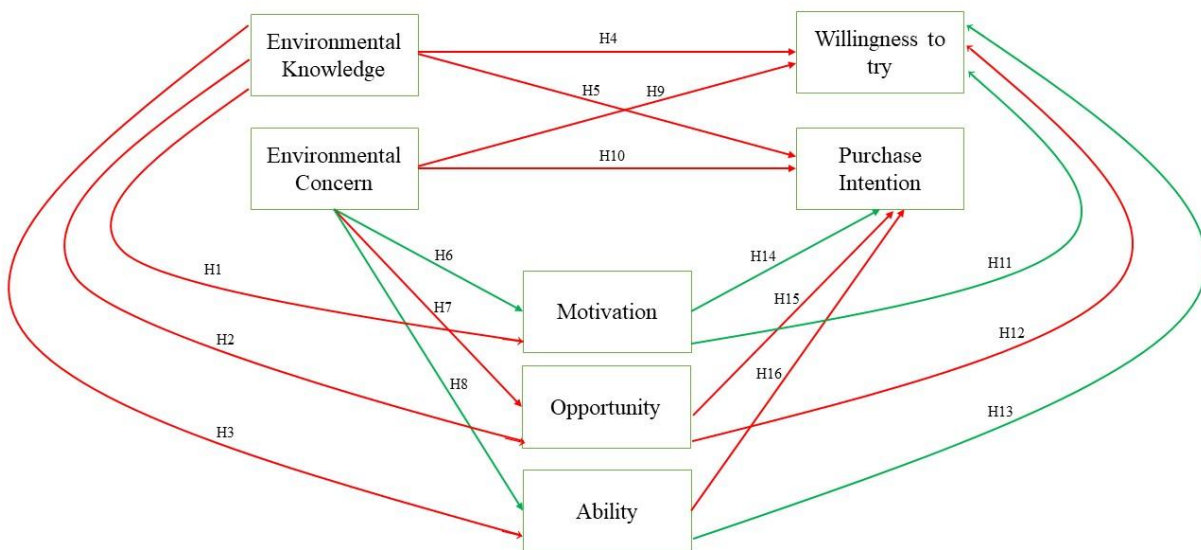 Environmental
Knowledge
Willingness to
try
H4
H5
H9
Environmental
Concern
Purchase
Intention
H10
H6
H14
H1
H11
H7
H15
Motivation
H2
H12
H16
H8
Opportunity
H3
H13
Ability